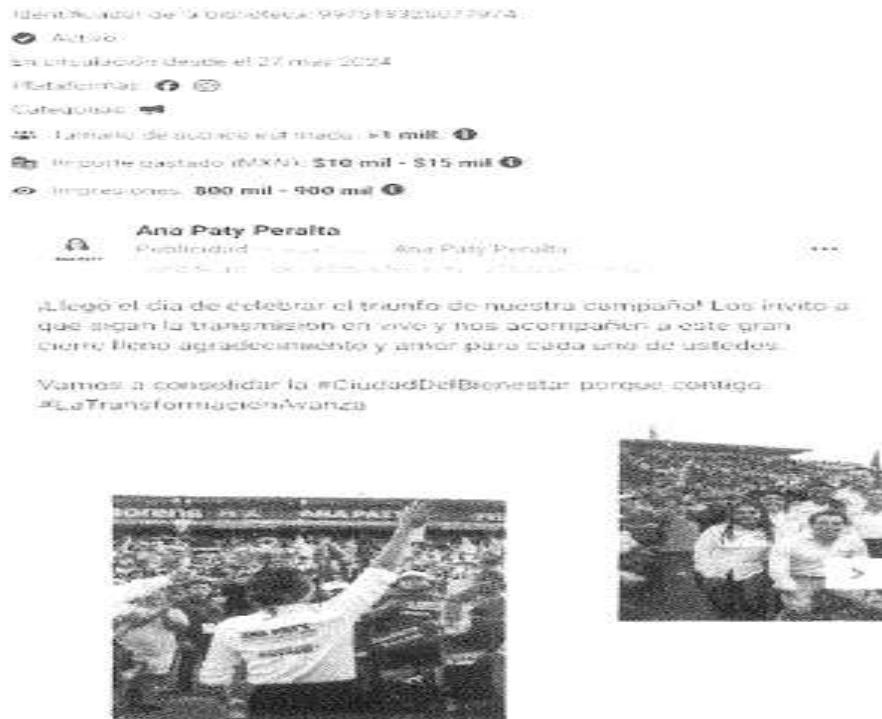 Identificador de la biblioteca: 997518328077974
Activo
En circulación desde el 27 may 2024
Plataformas
Categorías
Tamaño de audiencia estimado: >1 mill.
Importe gastado (MXN): $10 mil - $15 mil
Impresiones: 800 mil - 900 mil
Ana Paty Peralta
Publicidad Ana Paty Peralta
¡Llegó el día de celebrar el triunfo de nuestra campaña! Los invito a
que sigan la transmisión en vivo y nos acompañen a este gran
cierre lleno agradecimiento y amor para cada uno de ustedes.
Vamos a consolidar la #CiudadDelBienestar porque contigo
#LaTransformaciónAvanza
morena ANA PATY